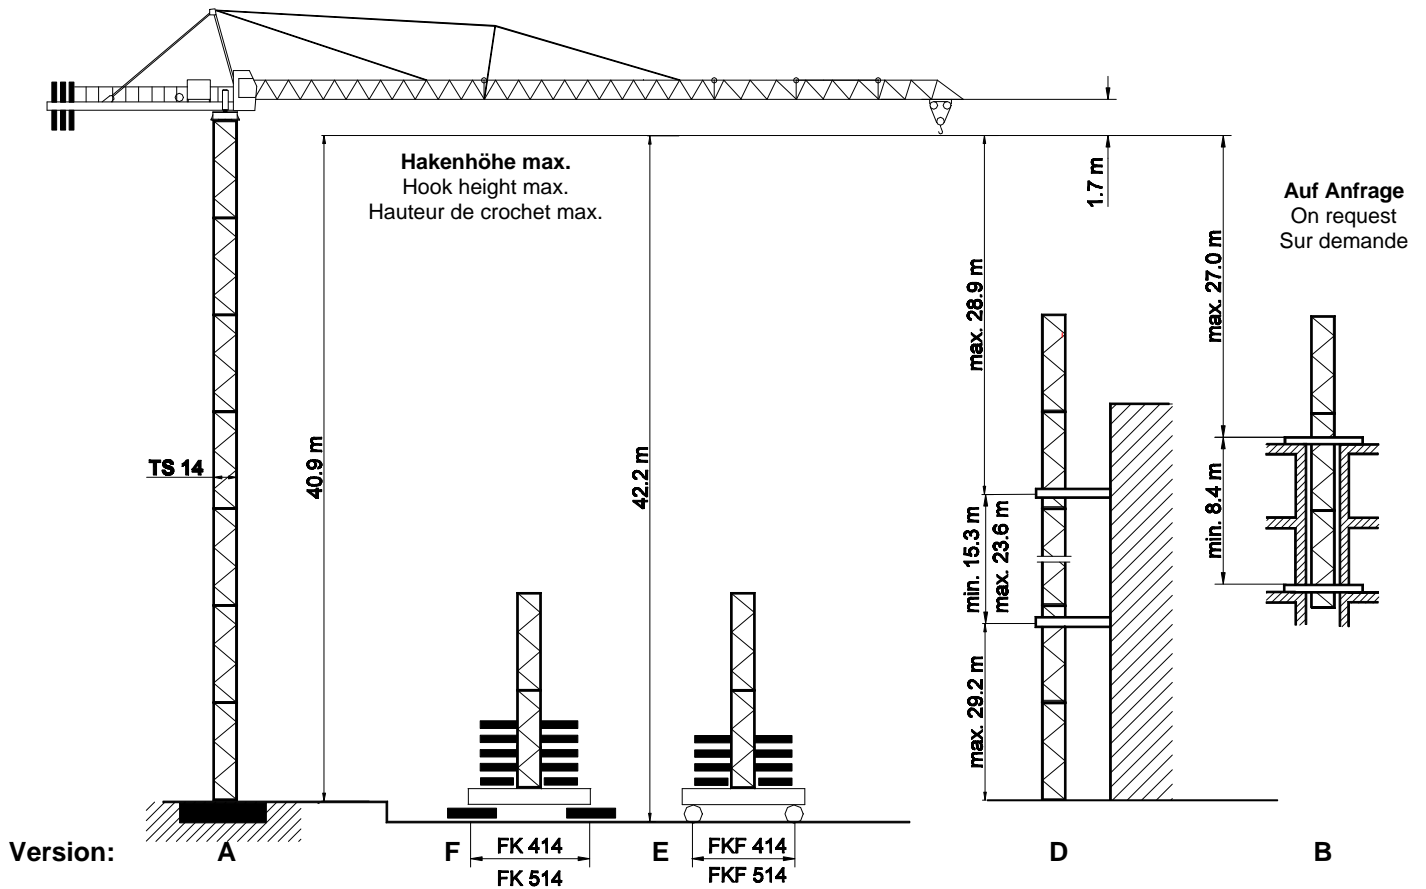 Hakenhöhe max.
Hook height max.
Hauteur de crochet max.
1.7 m
Auf Anfrage
On request
Sur demande
TS 14
40.9 m
42.2 m
max. 28.9 m
min. 15.3 m
max. 23.6 m
max. 29.2 m
max. 27.0 m
min. 8.4 m
Version:
A
F
FK 414
FK 514
E
FKF 414
FKF 514
D
B